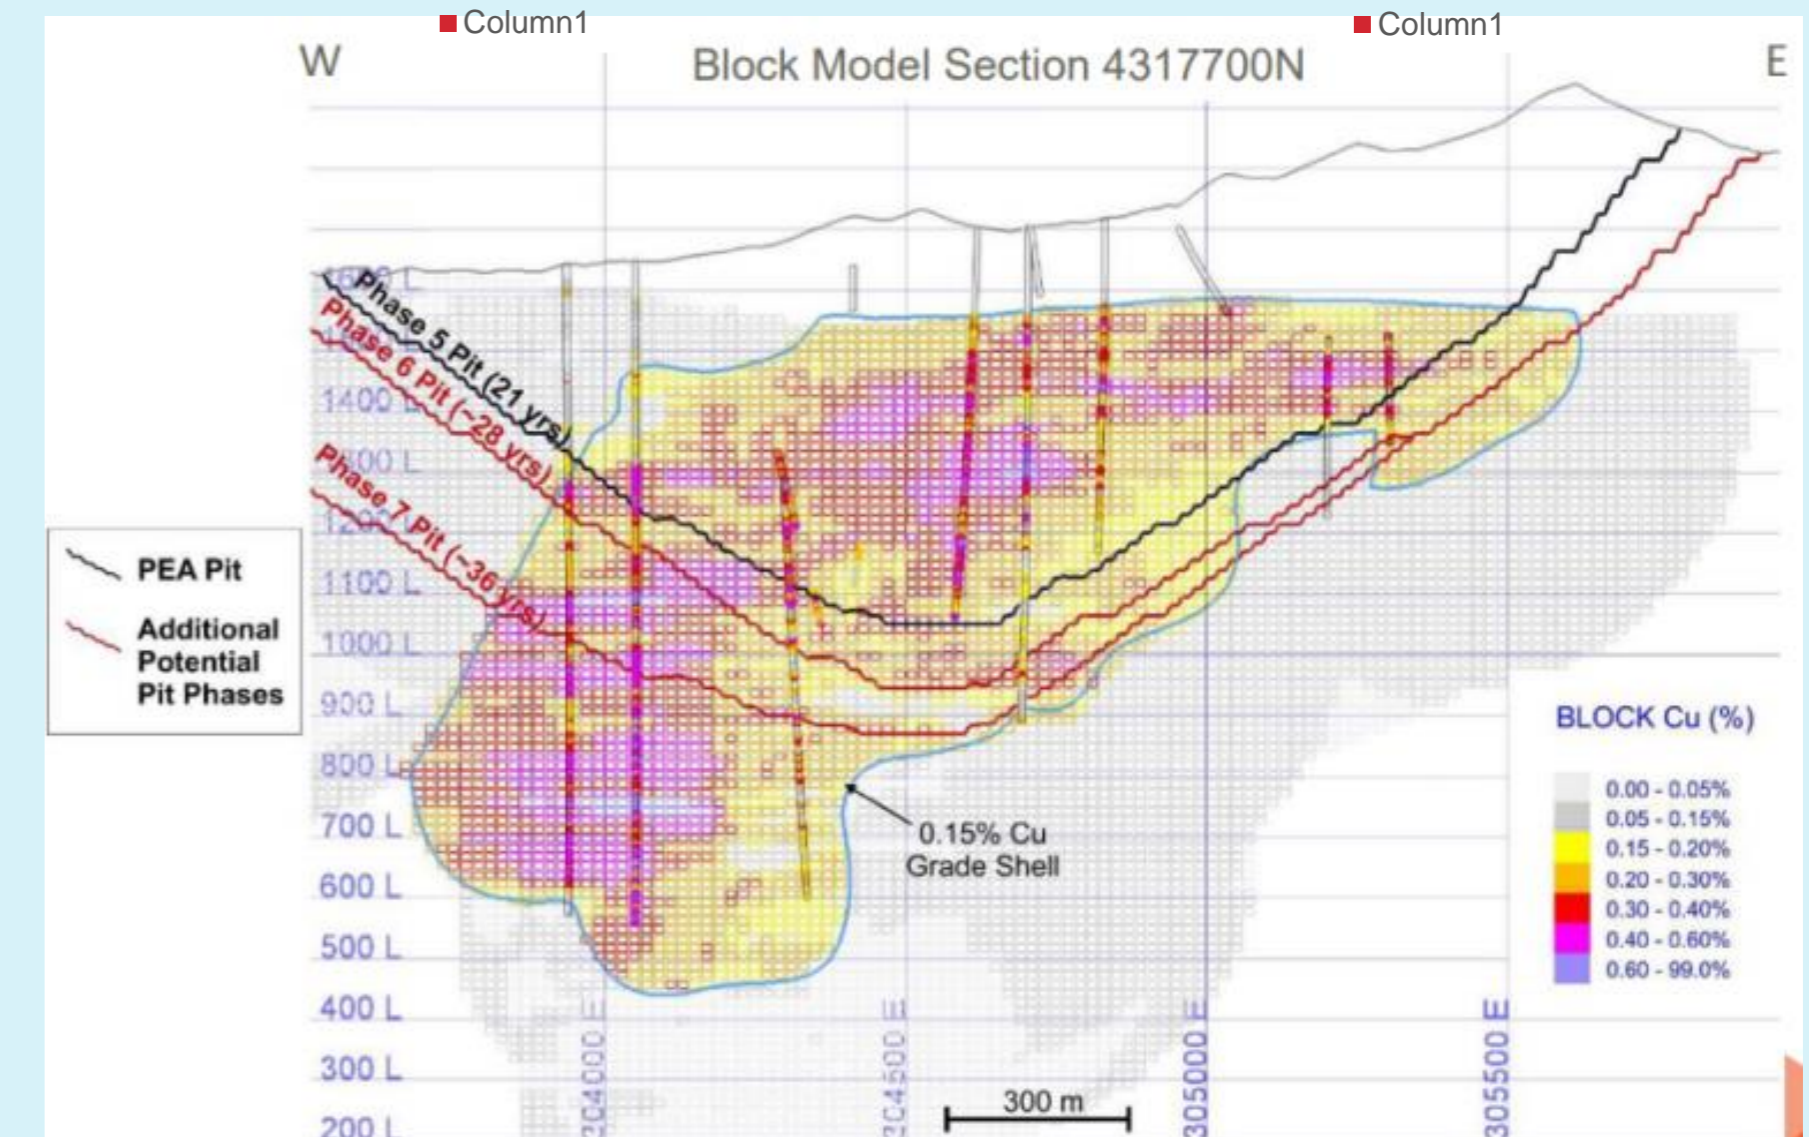 Column1
Column1
W
Block Model Section 4317700N
E
1600 L
Phase 5 Pit (21 yrs)
Phase 6 Pit (~28 yrs)
1400 L
Phase 7 Pit (~36 yrs)
1100 L
1000 L
900 L
800 L
700 L
600 L
500 L
400 L
300 L
200 L
PEA Pit
Additional
Potential
Pit Phases
0.15% Cu
Grade Shell
BLOCK Cu (%)
0.00 - 0.05%
0.05 - 0.15%
0.15 - 0.20%
0.20 - 0.30%
0.30 - 0.40%
0.40 - 0.60%
0.60 - 99.0%
304000 E
304500 E
305000 E
305500 E
300 m